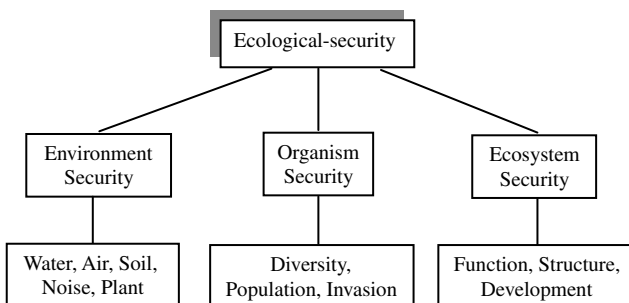 Ecological-security
Environment
Security
Organism
Security
Ecosystem
Security
Water, Air, Soil,
Noise, Plant
Diversity,
Population, Invasion
Function, Structure,
Development